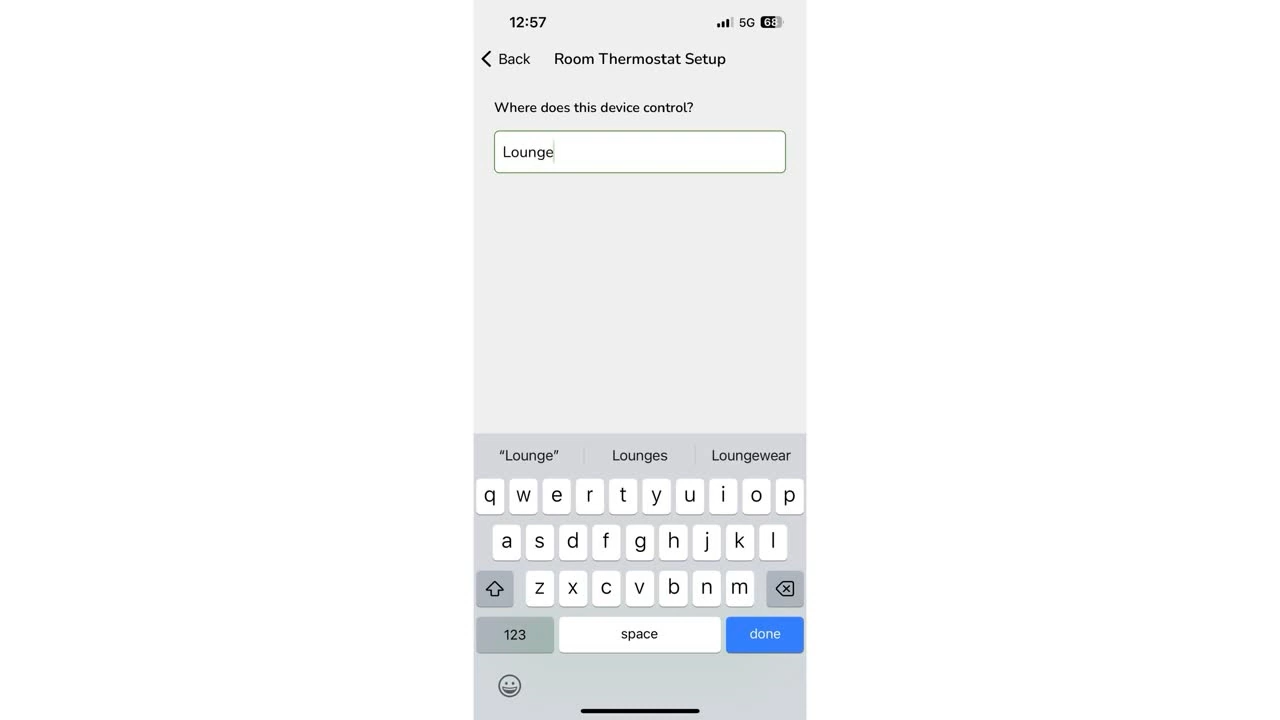 12:57 5G 68
Back Room Thermostat Setup
Where does this device control?
Lounge
“Lounge” Lounges Loungewear
q w e r t y u i o p
a s d f g h j k l
z x c v b n m
123 space done